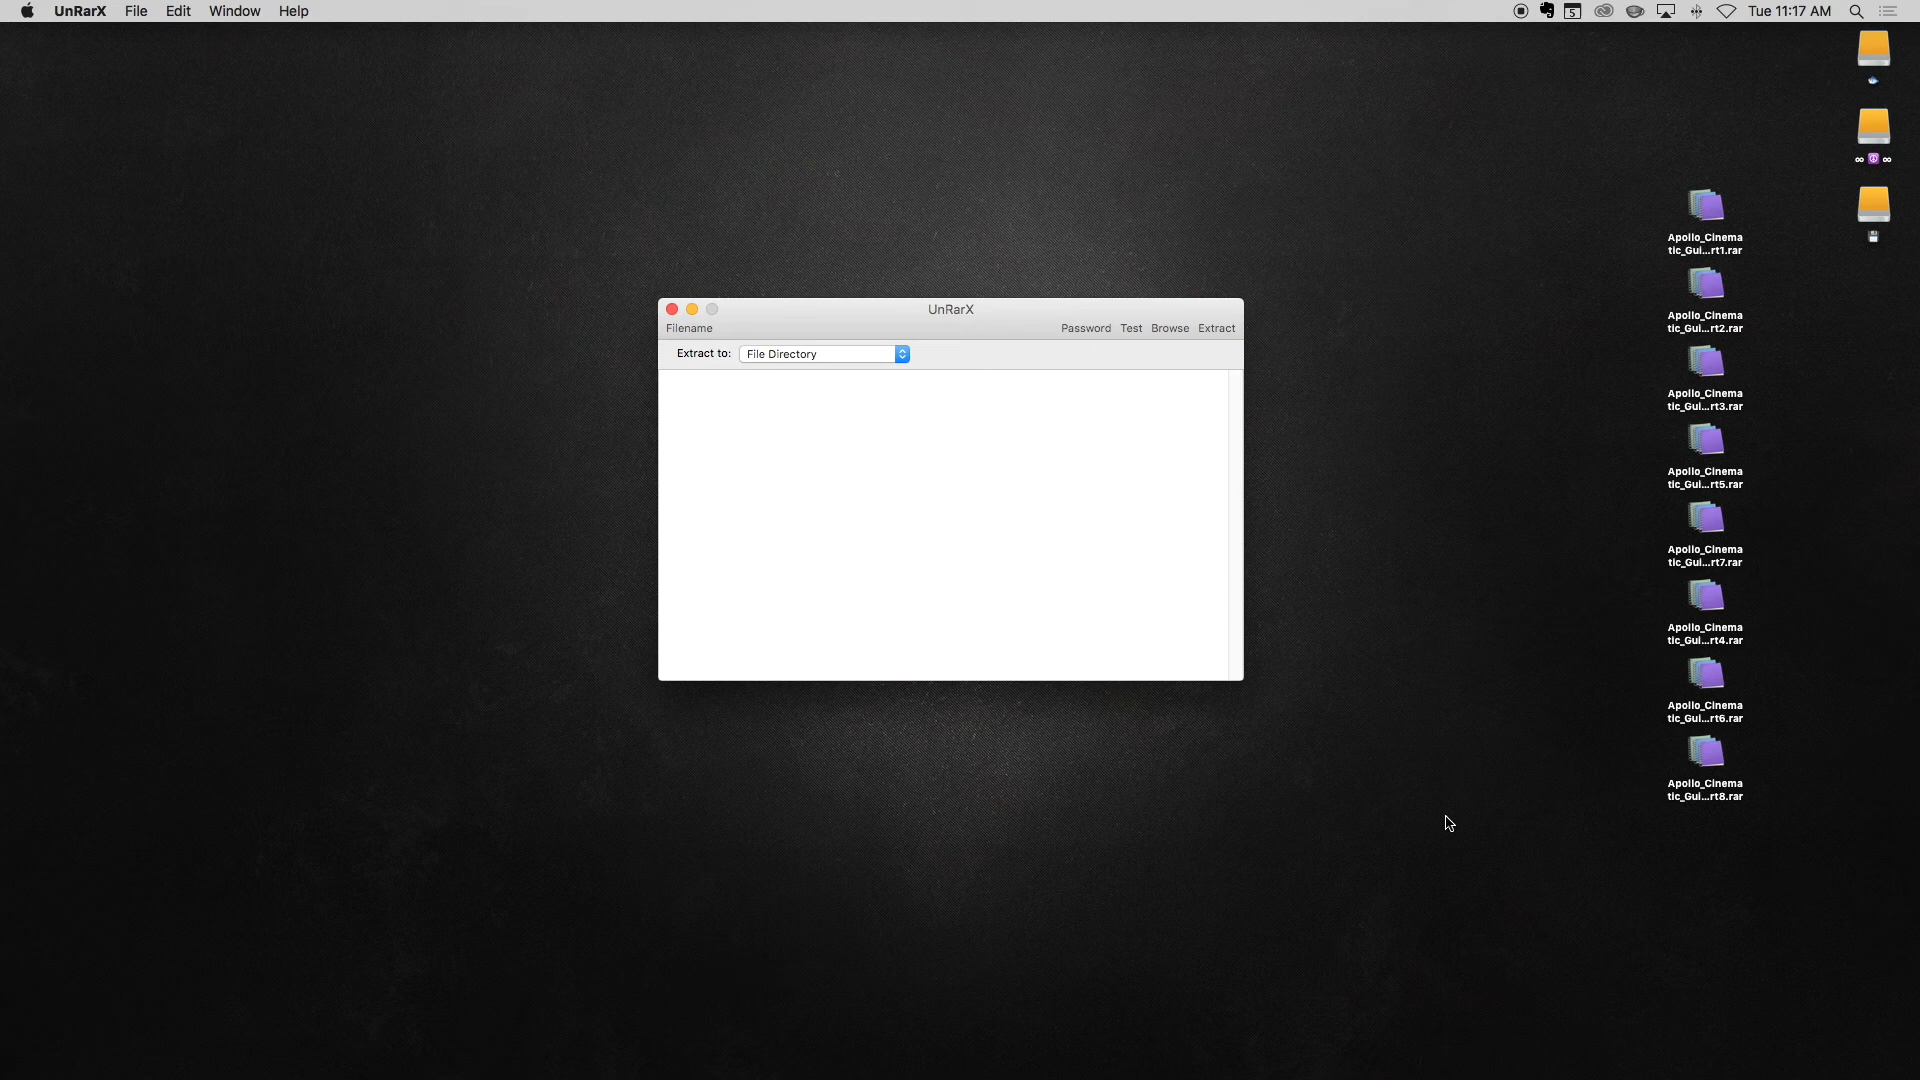 UnRarX File Edit Window Help
5 Tue 11:17 AM
UnRarX
Filename Password Test Browse Extract
Extract to: File Directory
Apollo_Cinema
tic_Gui...rt1.rar
Apollo_Cinema
tic_Gui...rt2.rar
Apollo_Cinema
tic_Gui...rt3.rar
Apollo_Cinema
tic_Gui...rt5.rar
Apollo_Cinema
tic_Gui...rt7.rar
Apollo_Cinema
tic_Gui...rt4.rar
Apollo_Cinema
tic_Gui...rt6.rar
Apollo_Cinema
tic_Gui...rt8.rar